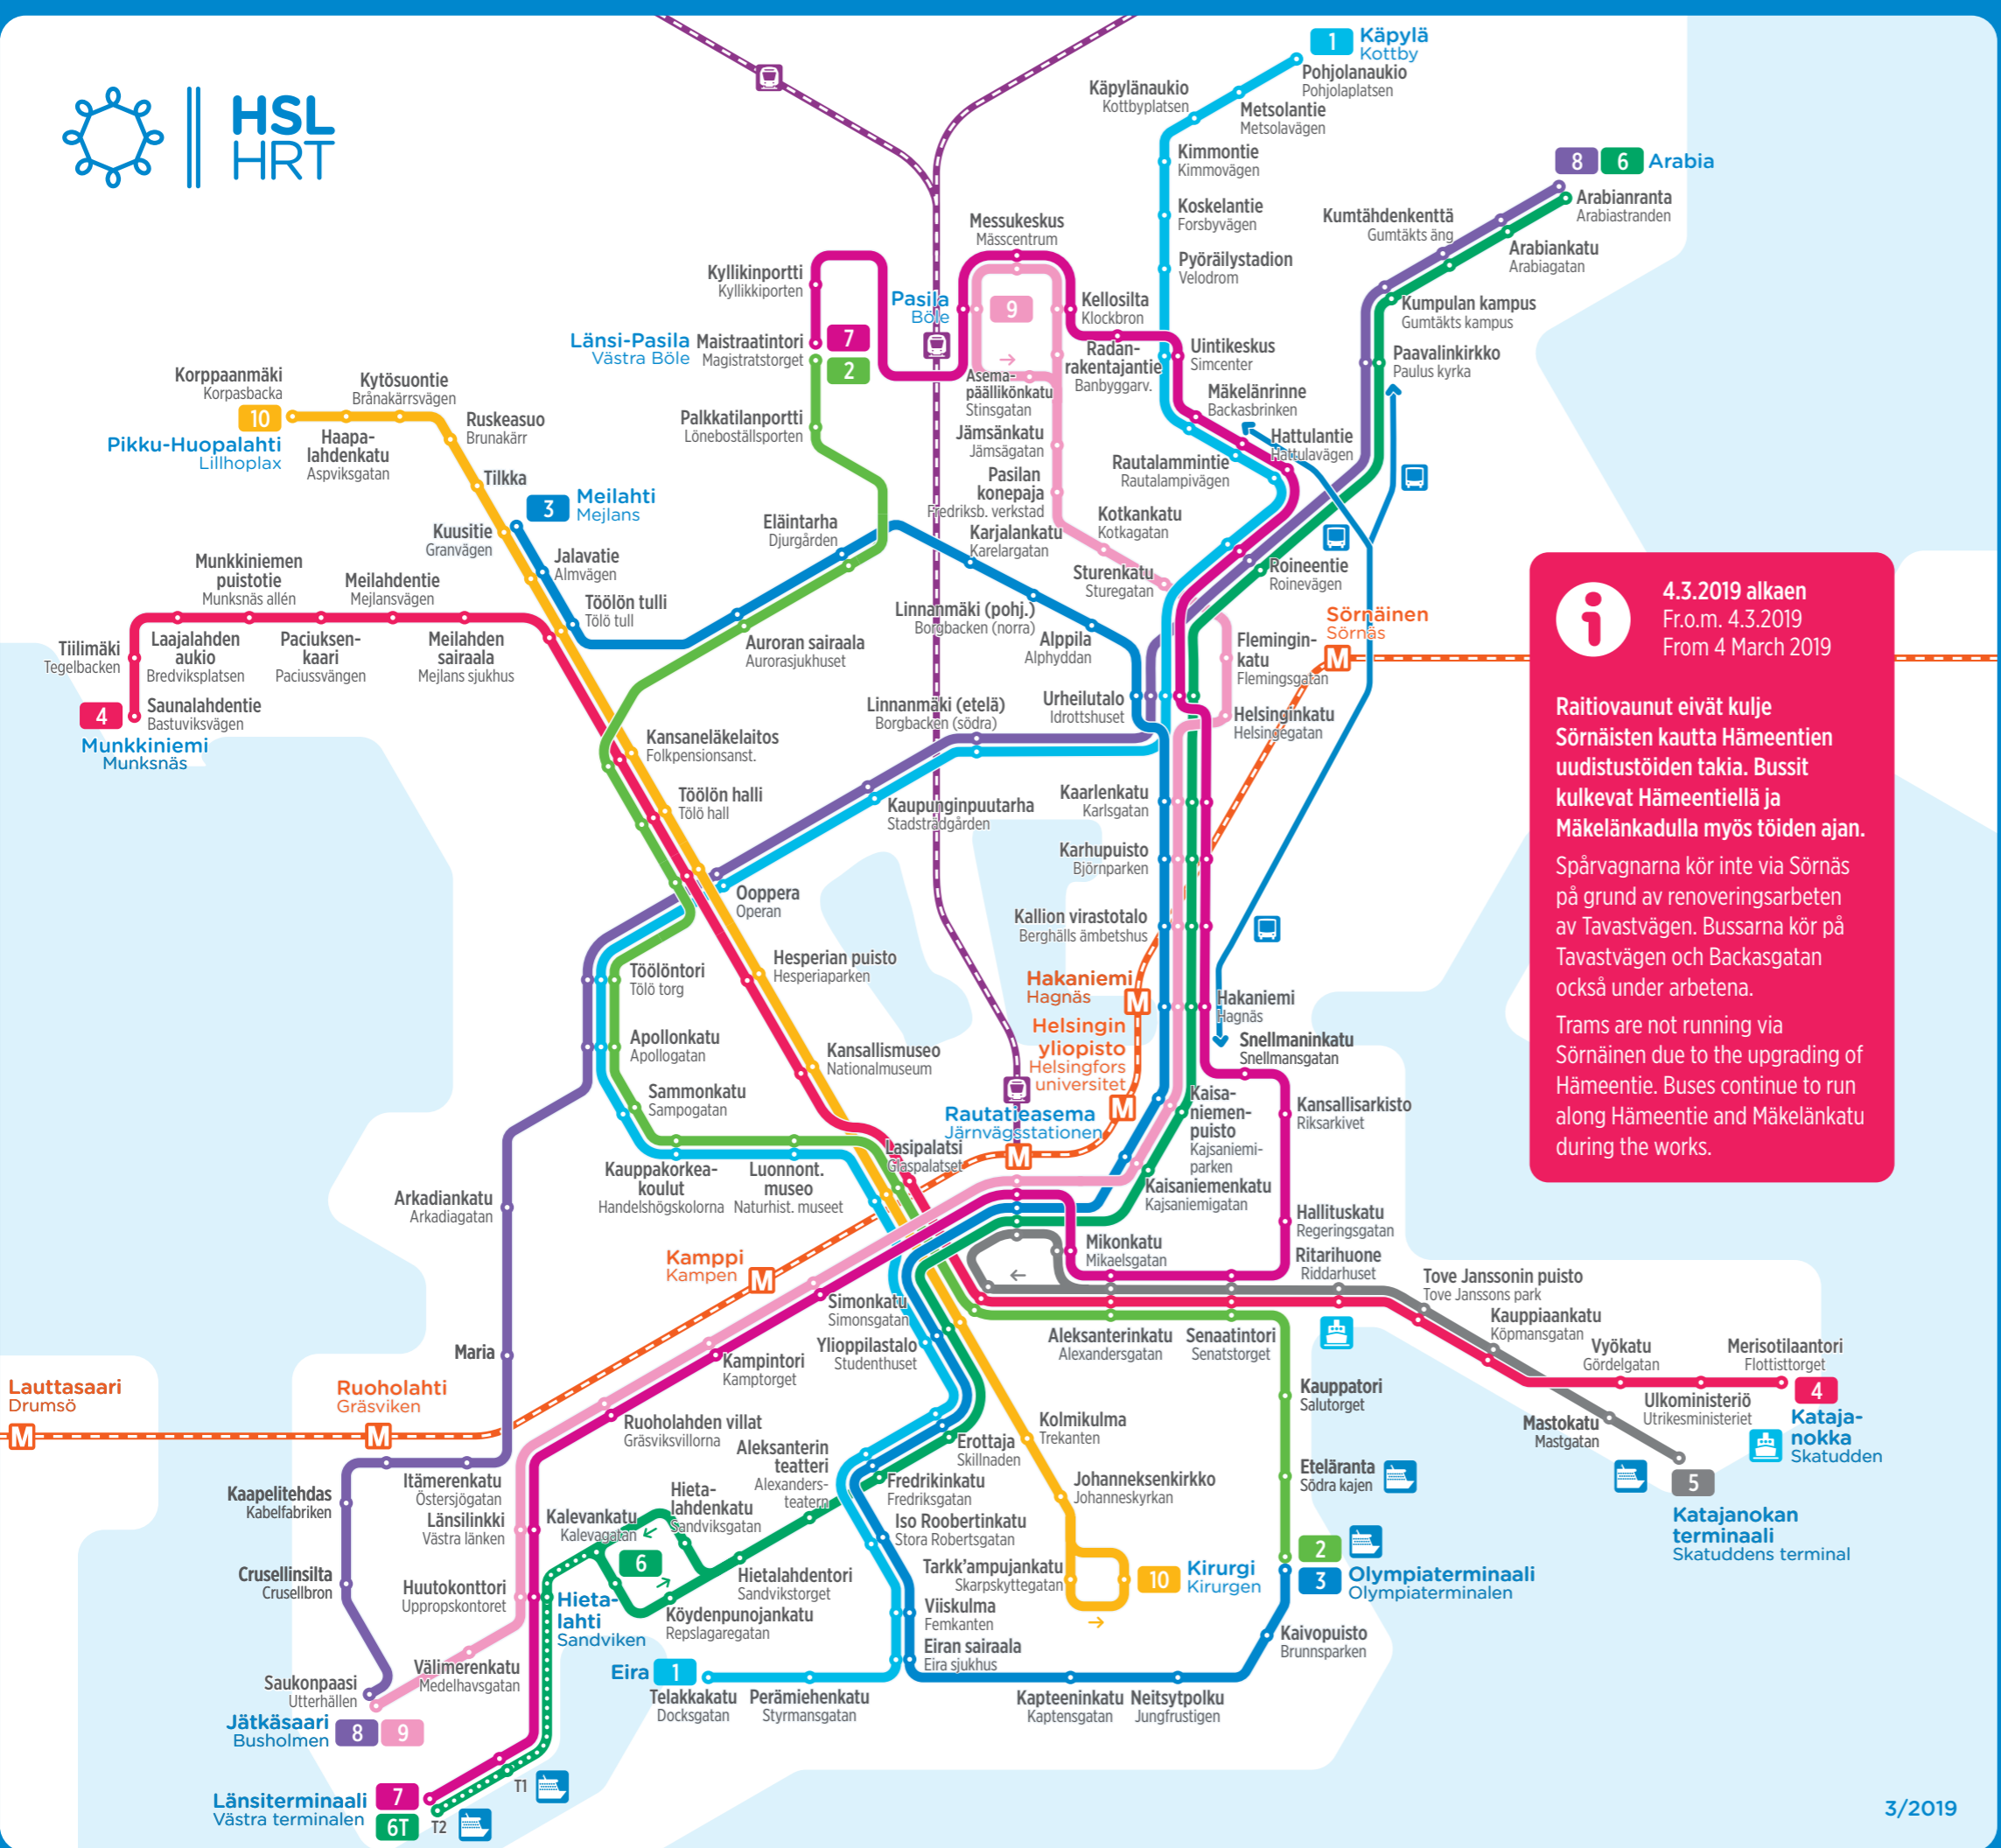 HSL
HRT
1
Käpylä
Kottby
Pohjolanaukio
Pohjolaplatsen
Käpylänaukio
Kottbyplatsen
Metsolantie
Metsolavägen
Kimmontie
Kimmovägen
Koskelantie
Forsbyvägen
Pyöräilystadion
Velodrom
8 6 Arabia
Arabianranta
Arabiastranden
Kumtähdenkenttä
Gumtäkts äng
Arabiankatu
Arabiagatan
Kumpulan kampus
Gumtäkts kampus
Paavalinkirkko
Paulus kyrka
Messukeskus
Mässcentrum
Kyllikinportti
Kyllikkiporten
Pasila
Böle
9
Kellosilta
Klockbron
Länsi-Pasila
Västra Böle
Maistraatintori
Magistratstorget
7
2
Radan-
rakentajantie
Banbyggarv.
Uintikeskus
Simcenter
Asema-
päällikönkatu
Stinsgatan
Mäkelänrinne
Backasbrinken
Korppaanmäki
Korpasbacka
Kytösuontie
Brånakärrsvägen
10
Pikku-Huopalahti
Lillhoplax
Haapa-
lahdenkatu
Aspviksgatan
Ruskeasuo
Brunakärr
Palkkatilanportti
Löneboställsporten
Jämsänkatu
Jämsägatan
Hattulantie
Hattulavägen
Rautalammintie
Rautalampivägen
Tilkka
Pasilan
konepaja
Fredriksb. verkstad
3
Meilahti
Mejlans
Kuusitie
Granvägen
Eläintarha
Djurgården
Karjalankatu
Karelargatan
Kotkankatu
Kotkagatan
Jalavatie
Almvägen
Munkkiniemen
puistotie
Munksnäs allén
Meilahdentie
Mejlansvägen
Sturenkatu
Sturegatan
Roineentie
Roinevägen
Töölön tulli
Tölö tull
Linnanmäki (pohj.)
Borgbacken (norra)
Sörnäinen
Sörnäs
M
Tiilimäki
Tegelbacken
Laajalahden
aukio
Bredviksplatsen
Paciuksen-
kaari
Paciussvängen
Meilahden
sairaala
Mejlans sjukhus
Auroran sairaala
Aurorasjukhuset
Alppila
Alphyddan
Flemingin-
katu
Flemingsgatan
4
Saunalahdentie
Bastuviksvägen
Munkkiniemi
Munksnäs
Linnanmäki (etelä)
Borgbacken (södra)
Urheilutalo
Idrottshuset
Helsinginkatu
Helsingegatan
Kansaneläkelaitos
Folkpensionsanst.
Töölön halli
Tölö hall
Kaupunginpuutarha
Stadsträdgården
Kaarlenkatu
Karlsgatan
Karhupuisto
Björnparken
Ooppera
Operan
Kallion virastotalo
Berghälls ämbetshus
Töölöntori
Tölö torg
Hesperian puisto
Hesperiaparken
Hakaniemi
Hagnäs
M
Hakaniemi
Hagnäs
Helsingin
yliopisto
Helsingfors
universitet
M
Apollonkatu
Apollogatan
Kansallismuseo
Nationalmuseum
Snellmaninkatu
Snellmansgatan
Sammonkatu
Sampogatan
Rautatieasema
Järnvägsstationen
M
Kaisa-
niemen-
puisto
Kajsaniemi-
parken
Kansallisarkisto
Riksarkivet
Lasipalatsi
Glaspalatset
Kauppakorkea-
koulut
Handelshögskolorna
Luonnont.
museo
Naturhist. museet
Kaisaniemenkatu
Kajsaniemigatan
Arkadiankatu
Arkadiagatan
Hallituskatu
Regeringsgatan
Kamppi
Kampen
M
Mikonkatu
Mikaelsgatan
Ritarihuone
Riddarhuset
Tove Janssonin puisto
Tove Janssons park
Simonkatu
Simonsgatan
Kauppiaankatu
Köpmansgatan
Ylioppilastalo
Studenthuset
Aleksanterinkatu
Alexandersgatan
Senaatintori
Senatstorget
Vyökatu
Gördelgatan
Merisotilaantori
Flottisttorget
Maria
Kampintori
Kamptorget
4
Kataja-
nokka
Skatudden
Ulkoministeriö
Utrikesministeriet
Kauppatori
Salutorget
Lauttasaari
Drumsö
M
Ruoholahti
Gräsviken
M
Ruoholahden villat
Gräsviksvillorna
Kolmikulma
Trekanten
Mastokatu
Mastgatan
Aleksanterin
teatteri
Alexanders-
teatern
Erottaja
Skillnaden
Itämerenkatu
Östersjögatan
Kaapelitehdas
Kabelfabriken
Hieta-
lahdenkatu
Sandviksgatan
Fredrikinkatu
Fredriksgatan
Johanneksenkirkko
Johanneskyrkan
Eteläranta
Södra kajen
5
Katajanokan
terminaali
Skatuddens terminal
Länsilinkki
Västra länken
Kalevankatu
Kalevagatan
Iso Roobertinkatu
Stora Robertsgatan
6
Crusellinsilta
Crusellbron
Huutokonttori
Uppropskontoret
Hietalahdentori
Sandvikstorget
Tarkk'ampujankatu
Skarpskyttegatan
10
Kirurgi
Kirurgen
2
3
Olympiaterminaali
Olympiaterminalen
Hieta-
lahti
Sandviken
Köydenpunojankatu
Repslagaregatan
Viiskulma
Femkanten
Kaivopuisto
Brunnsparken
Eiran sairaala
Eira sjukhus
Välimerenkatu
Medelhavsgatan
Saukonpaasi
Utterhällen
Eira 1
Telakkakatu
Docksgatan
Perämiehenkatu
Styrmansgatan
Kapteeninkatu
Kaptensgatan
Neitsytpolku
Jungfrustigen
Jätkäsaari
Busholmen
8 9
T1
Länsiterminaali
Västra terminalen
7
6T
T2
4.3.2019 alkaen
Fr.o.m. 4.3.2019
From 4 March 2019
Raitiovaunut eivät kulje
Sörnäisten kautta Hämeentien
uudistustöiden takia. Bussit
kulkevat Hämeentiellä ja
Mäkelänkadulla myös töiden ajan.
Spårvagnarna kör inte via Sörnäs
på grund av renoveringsarbeten
av Tavastvägen. Bussarna kör på
Tavastvägen och Backasgatan
också under arbetena.
Trams are not running via
Sörnäinen due to the upgrading of
Hämeentie. Buses continue to run
along Hämeentie and Mäkelänkatu
during the works.
3/2019